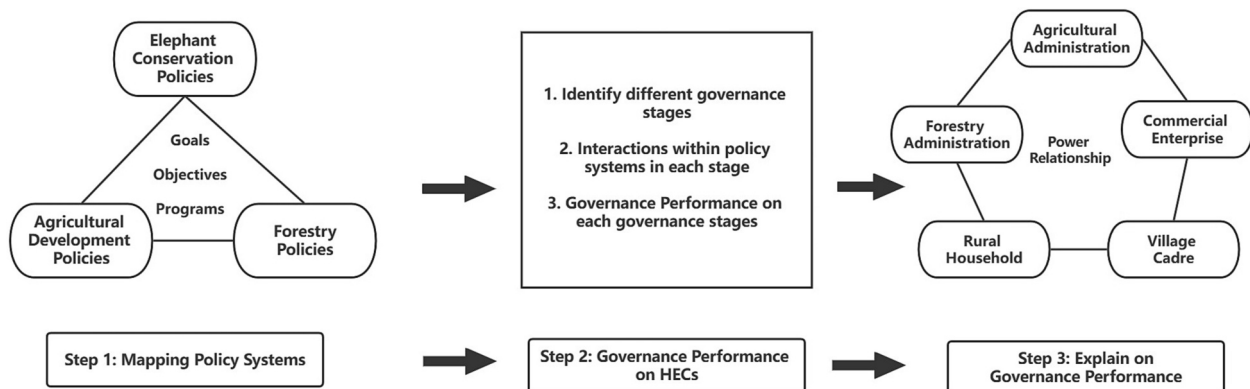 Elephant
Conservation
Policies
Goals
Objectives
Programs
Agricultural
Development
Policies
Forestry
Policies
1. Identify different governance
stages
2. Interactions within policy
systems in each stage
3. Governance Performance on
each governance stages
Agricultural
Administration
Forestry
Administration
Commercial
Enterprise
Power
Relationship
Rural
Household
Village
Cadre
Step 1: Mapping Policy Systems
Step 2: Governance Performance
on HECs
Step 3: Explain on
Governance Performance